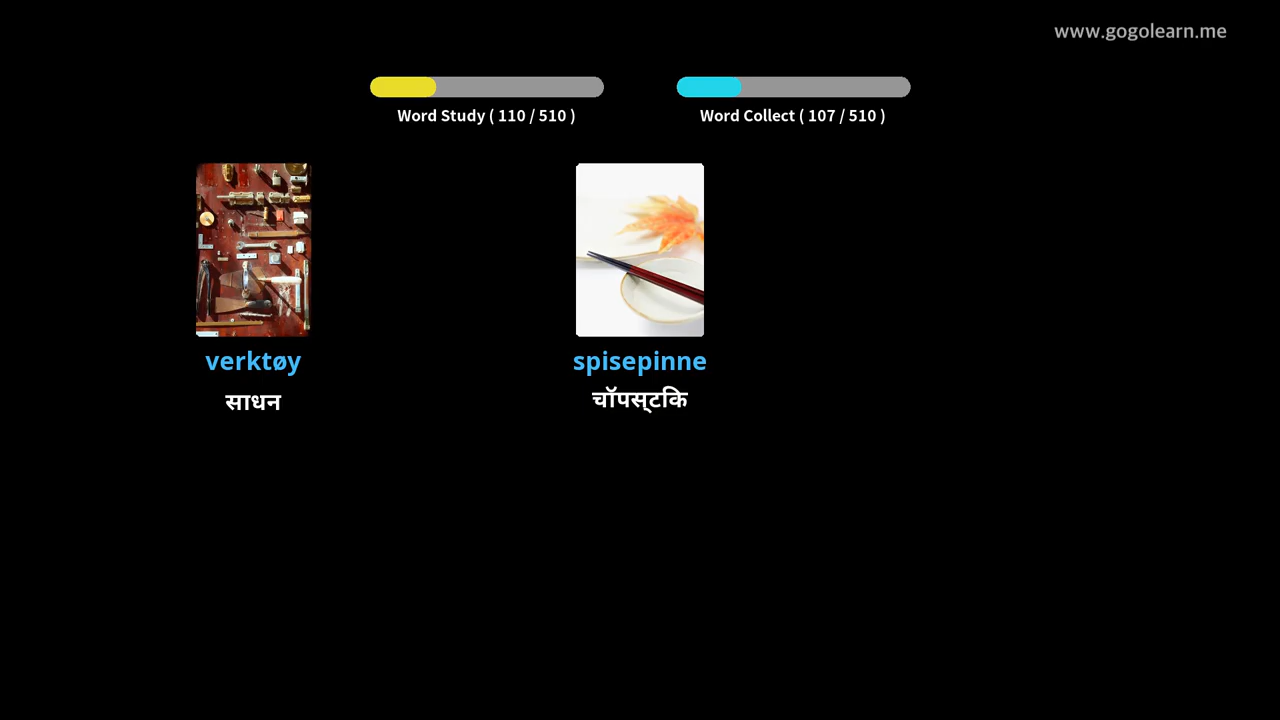 www.gogolearn.me
Word Study ( 110 / 510 )
Word Collect ( 107 / 510 )
verktøy
साधन
spisepinne
चॉपस्टिक